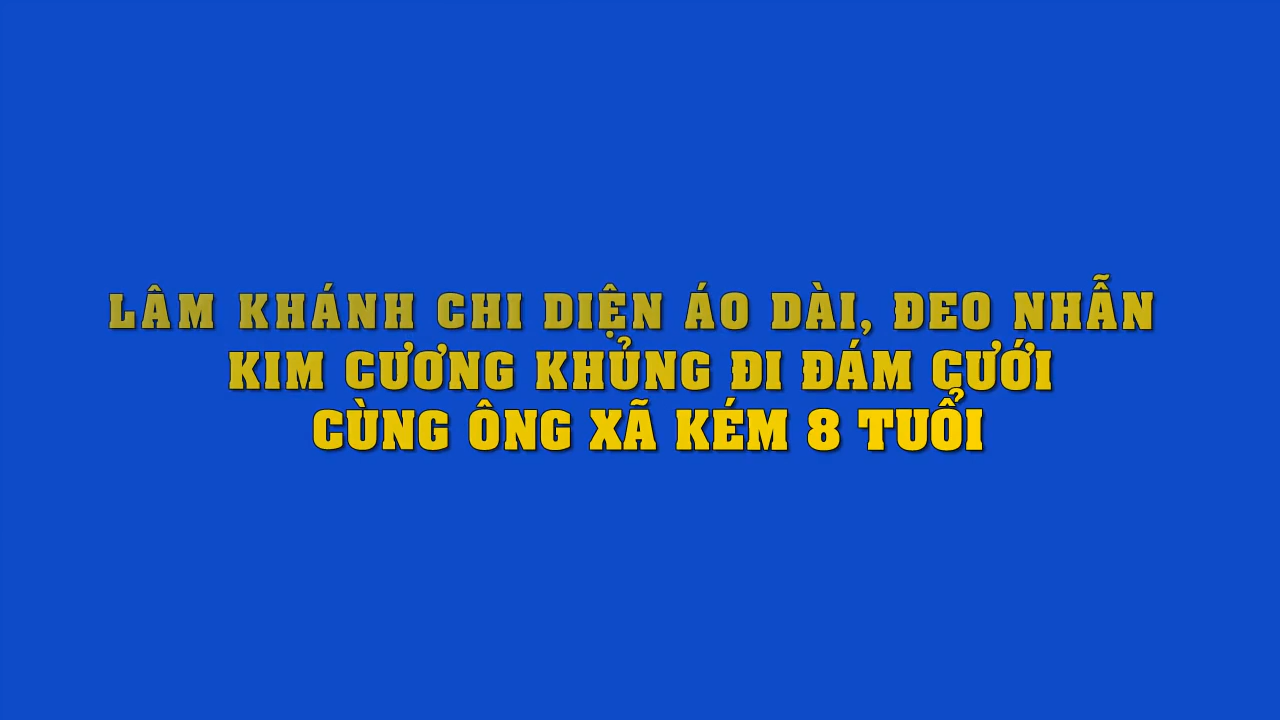 LÂM KHÁNH CHI DIỆN ÁO DÀI, ĐEO NHẪN
KIM CƯƠNG KHỦNG ĐI ĐÁM CƯỚI
CÙNG ÔNG XÃ KÉM 8 TUỔI